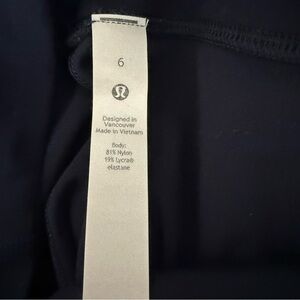 6
Designed in
Vancouver
Made in Vietnam
Body:
81% Nylon
19% Lycra®
elastane